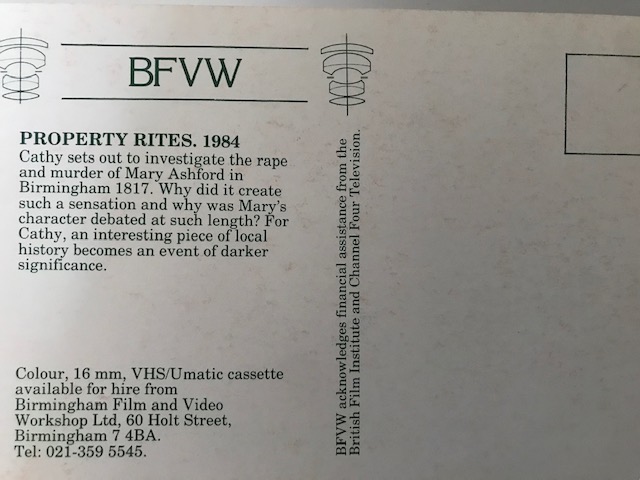 BFVW
PROPERTY RITES. 1984
Cathy sets out to investigate the rape
and murder of Mary Ashford in
Birmingham 1817. Why did it create
such a sensation and why was Mary's
character debated at such length? For
Cathy, an interesting piece of local
history becomes an event of darker
significance.
Colour, 16 mm, VHS/Umatic cassette
available for hire from
Birmingham Film and Video
Workshop Ltd, 60 Holt Street,
Birmingham 7 4BA.
Tel: 021-359 5545.
BFVW acknowledges financial assistance from the
British Film Institute and Channel Four Television.